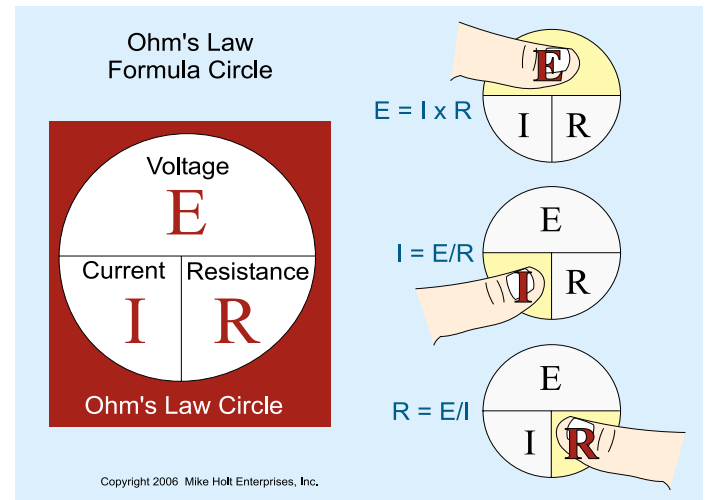 Ohm's Law
Formula Circle
Voltage
E
Current Resistance
I R
Ohm's Law Circle
Copyright 2006 Mike Holt Enterprises, Inc.
E = I x R
E
I R
I = E/R
E
I R
R = E/I
E
I R